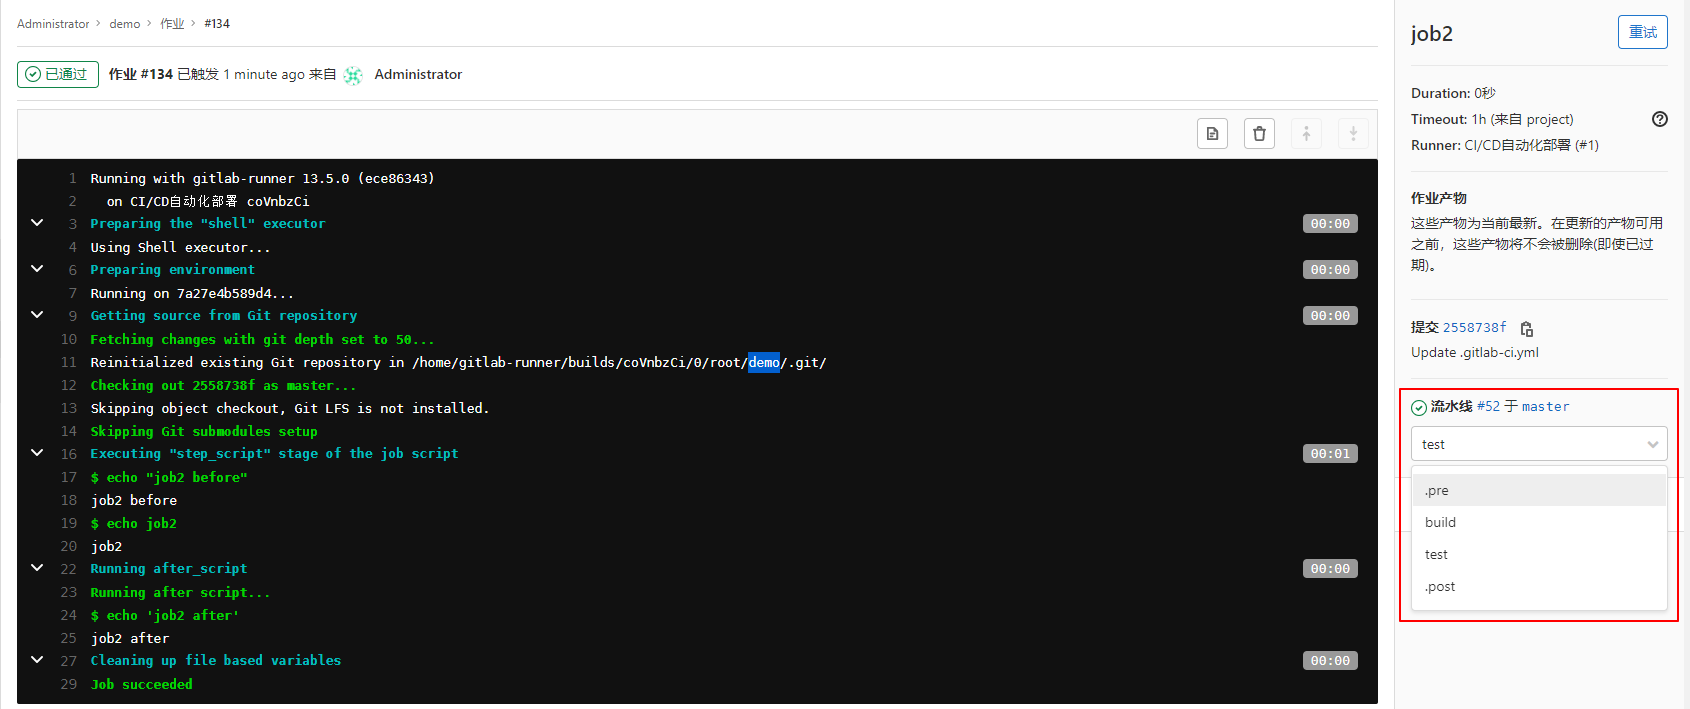 Administrator > demo > 作业 > #134
已通过 作业 #134 已触发 1 minute ago 来自 Administrator
1 Running with gitlab-runner 13.5.0 (ece86343)
2 on CI/CD自动化部署 coVnbzCi
3 Preparing the "shell" executor 00:00
4 Using Shell executor...
6 Preparing environment 00:00
7 Running on 7a27e4b589d4...
9 Getting source from Git repository 00:00
10 Fetching changes with git depth set to 50...
11 Reinitialized existing Git repository in /home/gitlab-runner/builds/coVnbzCi/0/root/demo/.git/
12 Checking out 2558738f as master...
13 Skipping object checkout, Git LFS is not installed.
14 Skipping Git submodules setup
16 Executing "step_script" stage of the job script 00:01
17 $ echo "job2 before"
18 job2 before
19 $ echo job2
20 job2
22 Running after_script 00:00
23 Running after script...
24 $ echo 'job2 after'
25 job2 after
27 Cleaning up file based variables 00:00
29 Job succeeded
job2 重试
Duration: 0秒
Timeout: 1h (来自 project)
Runner: CI/CD自动化部署 (#1)
作业产物
这些产物为当前最新。在更新的产物可用
之前，这些产物将不会被删除(即使已过
期)。
提交 2558738f
Update .gitlab-ci.yml
流水线 #52 于 master
test
.pre
build
test
.post